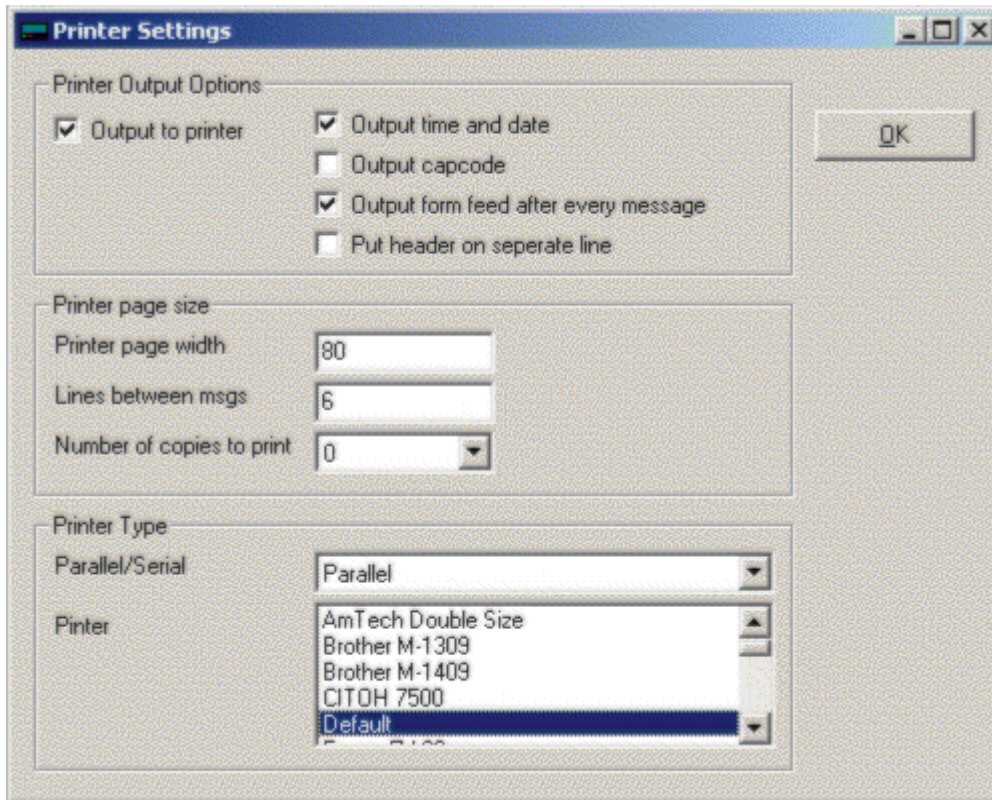 Printer Settings
Printer Output Options
Output to printer
Output time and date
Output capcode
Output form feed after every message
Put header on seperate line
OK
Printer page size
Printer page width
80
Lines between msgs
6
Number of copies to print
0
Printer Type
Parallel/Serial
Parallel
Pinter
AmTech Double Size
Brother M-1309
Brother M-1409
CITOH 7500
Default